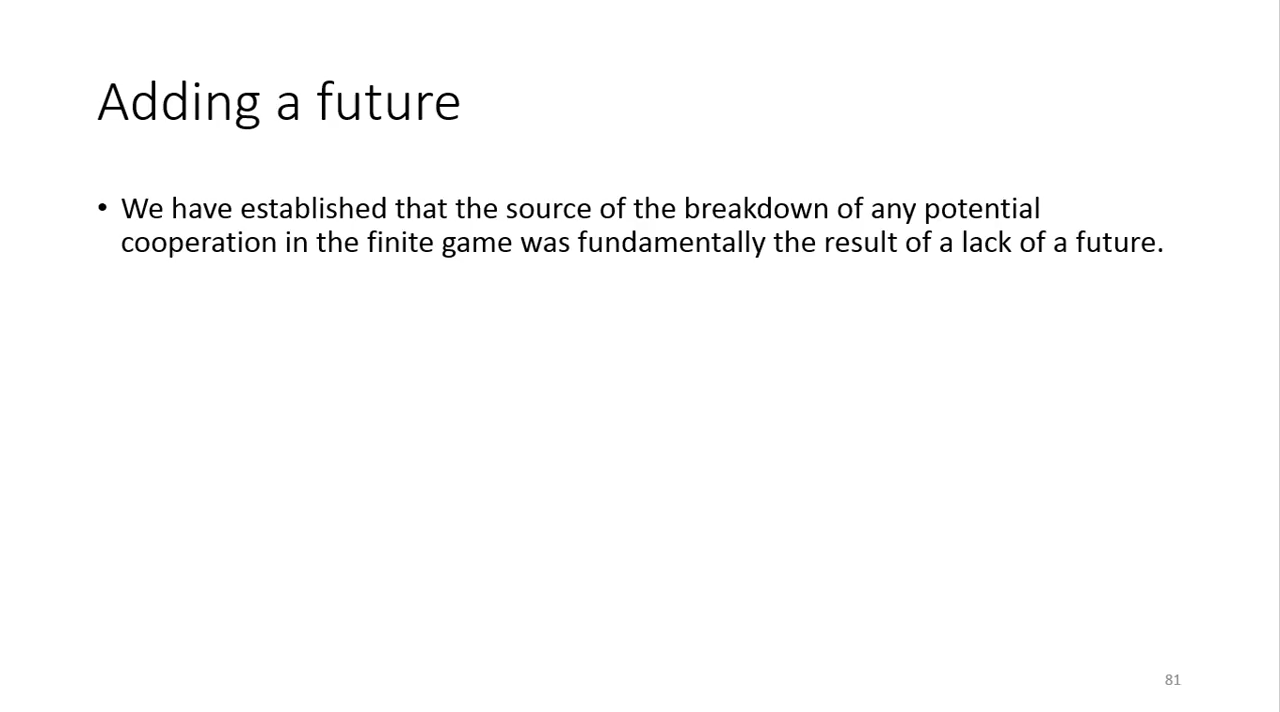 Adding a future
• We have established that the source of the breakdown of any potential
cooperation in the finite game was fundamentally the result of a lack of a future.
81